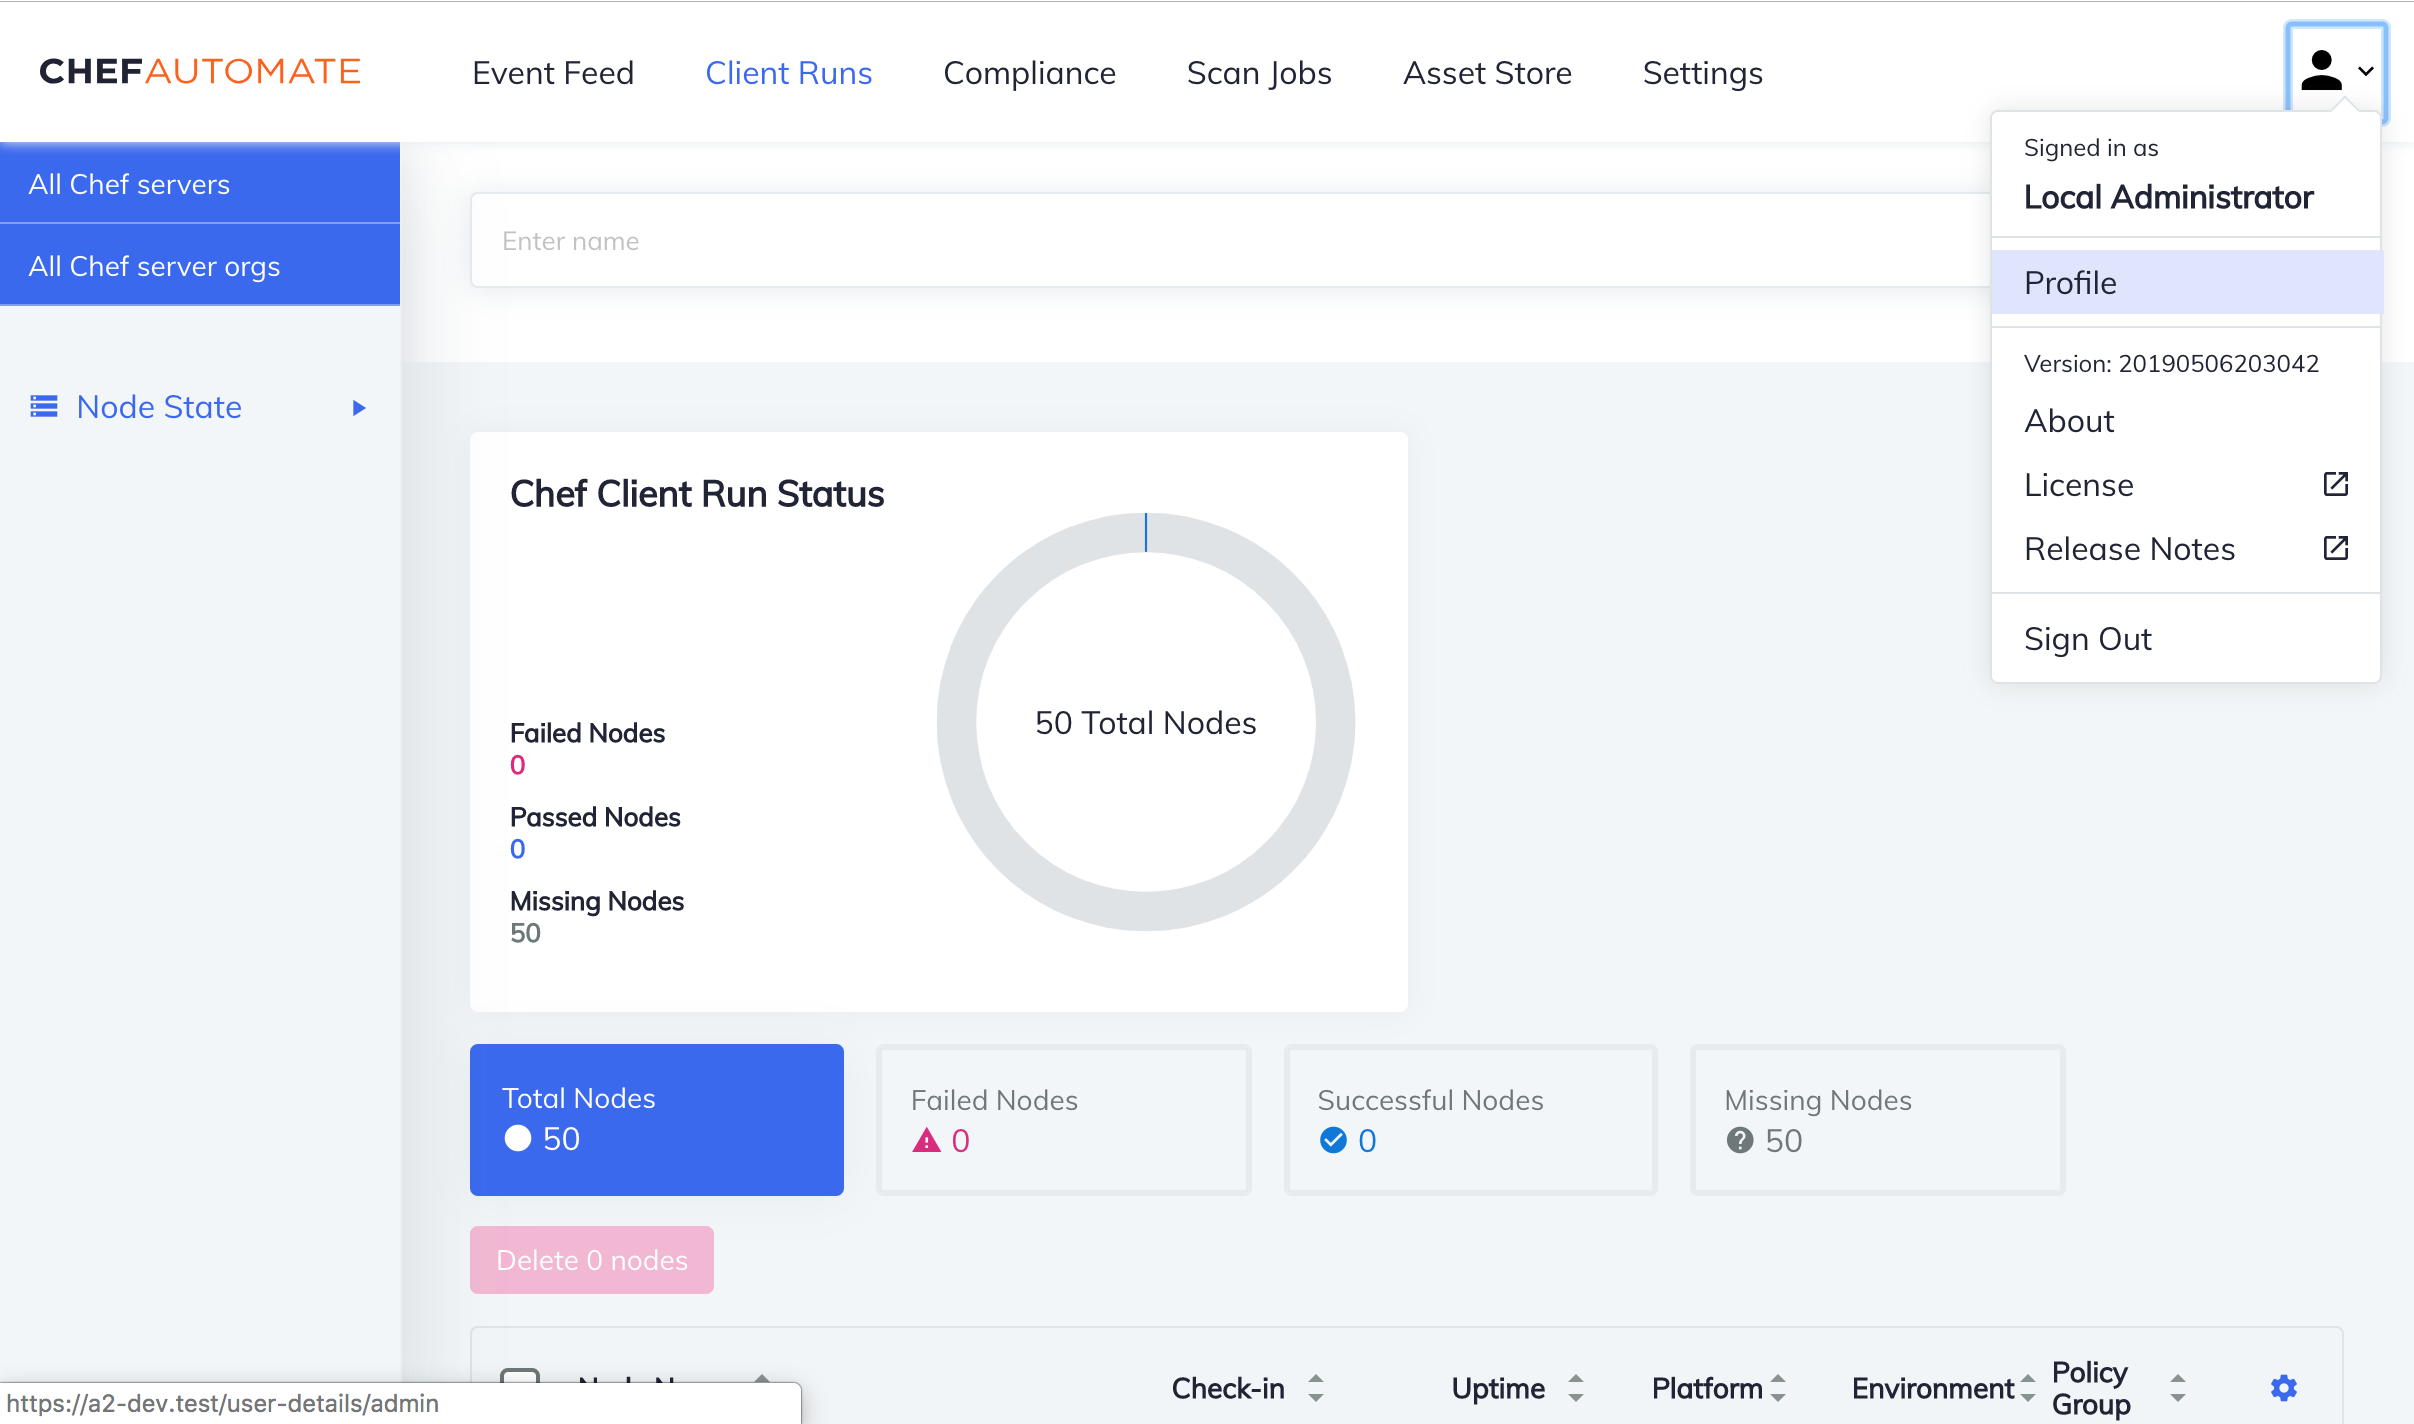 CHEFAUTOMATE
Event Feed
Client Runs
Compliance
Scan Jobs
Asset Store
Settings
All Chef servers
All Chef server orgs
Node State
Enter name
Signed in as
Local Administrator
Profile
Version: 20190506203042
About
License
Release Notes
Sign Out
Chef Client Run Status
Failed Nodes
0
Passed Nodes
0
Missing Nodes
50
50 Total Nodes
Total Nodes
50
Failed Nodes
0
Successful Nodes
0
Missing Nodes
50
Delete 0 nodes
Check-in
Uptime
Platform
Environment
Policy
Group
https://a2-dev.test/user-details/admin